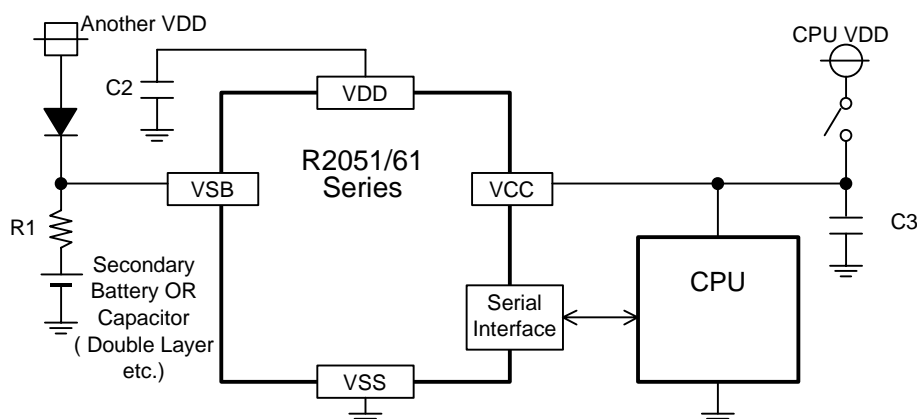 Another VDD
CPU VDD
C2
VDD
R2051/61
Series
VSB
VCC
R1
C3
Secondary
Battery OR
Capacitor
( Double Layer
etc.)
CPU
Serial
Interface
VSS